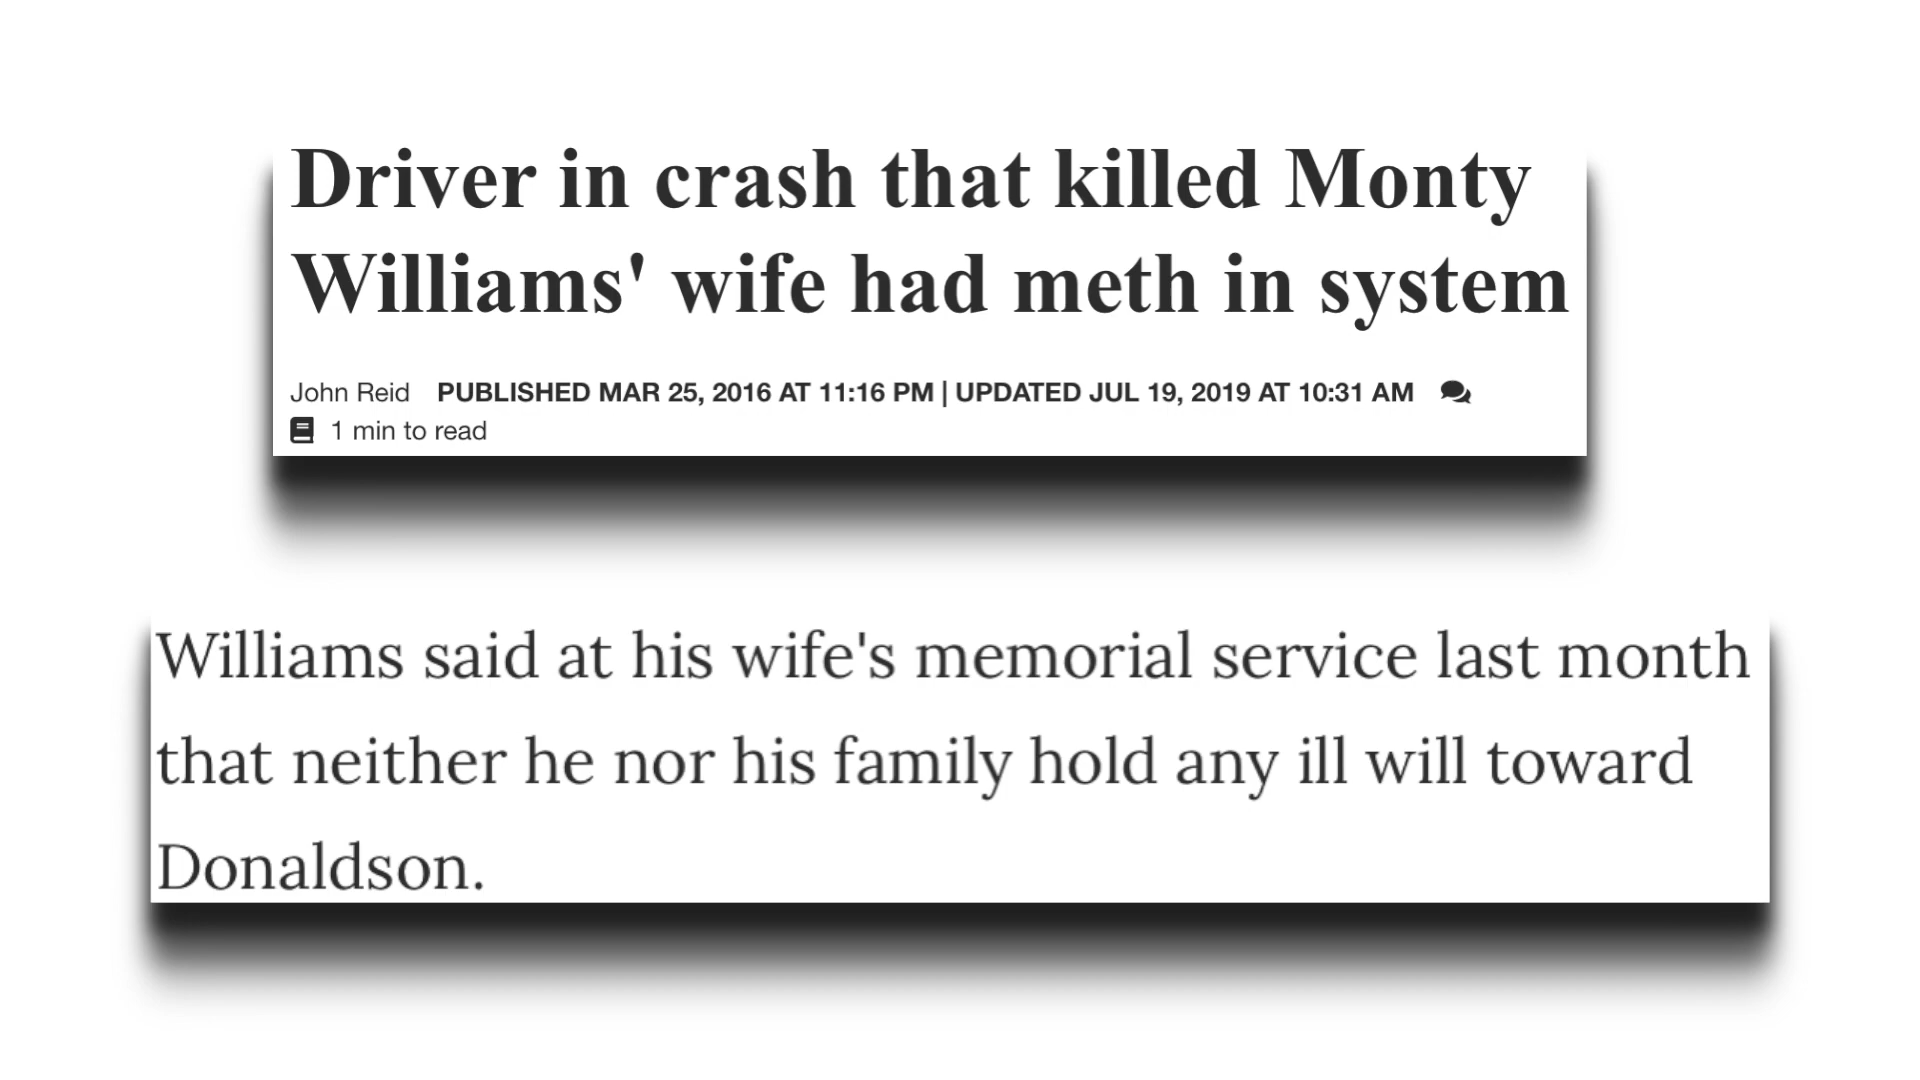 Driver in crash that killed Monty
Williams' wife had meth in system
John Reid PUBLISHED MAR 25, 2016 AT 11:16 PM | UPDATED JUL 19, 2019 AT 10:31 AM
1 min to read
Williams said at his wife's memorial service last month
that neither he nor his family hold any ill will toward
Donaldson.